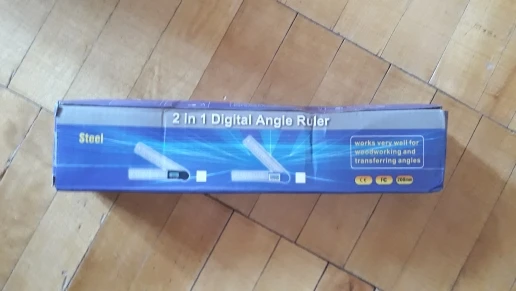 2 in 1 Digital Angle Ruler
Steel
works very well for
woodworking and
transferring angles